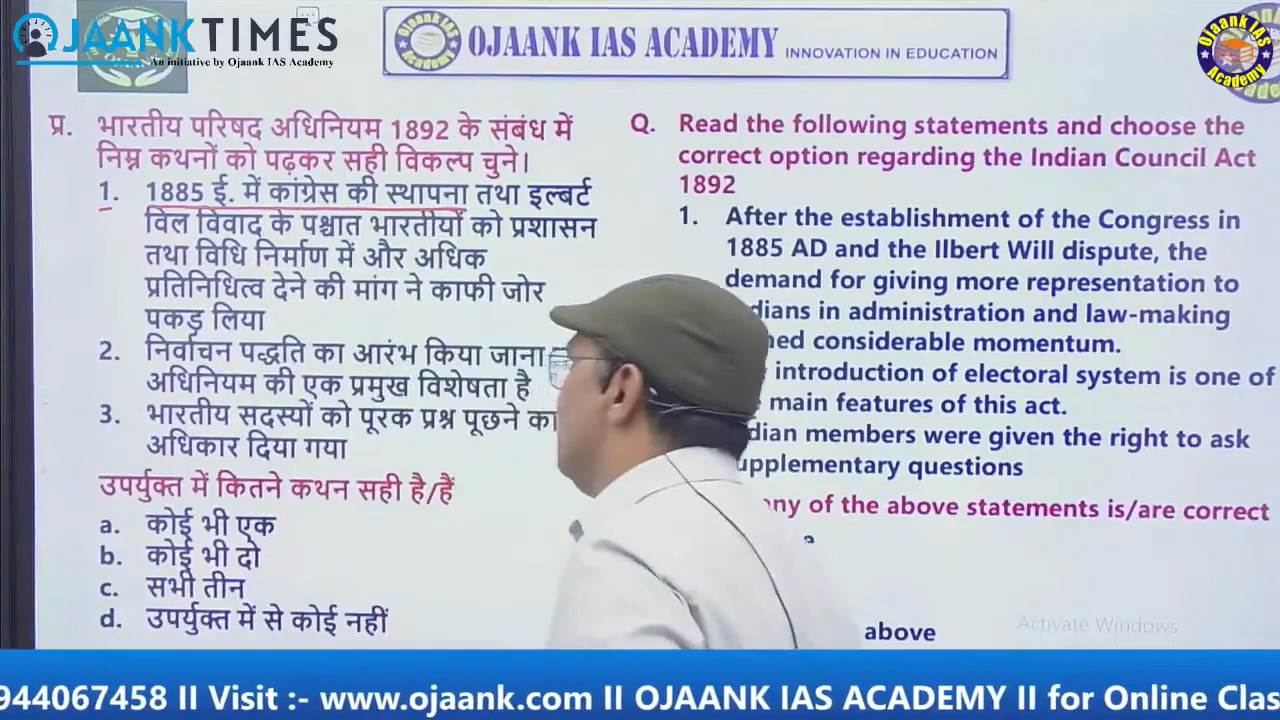 OJAANKTIMES
An initiative by Ojaank IAS Academy
OJAANK IAS ACADEMY INNOVATION IN EDUCATION
Ojaank IAS
Academy
प्र. भारतीय परिषद अधिनियम 1892 के संबंध में
निम्न कथनों को पढ़कर सही विकल्प चुने।
1. 1885 ई. में कांग्रेस की स्थापना तथा इल्बर्ट
विल विवाद के पश्चात भारतीयों को प्रशासन
तथा विधि निर्माण में और अधिक
प्रतिनिधित्व देने की मांग ने काफी जोर
पकड़ लिया
2. निर्वाचन पद्धति का आरंभ किया जाना
अधिनियम की एक प्रमुख विशेषता है
3. भारतीय सदस्यों को पूरक प्रश्न पूछने का
अधिकार दिया गया
उपर्युक्त में कितने कथन सही है/हैं
a. कोई भी एक
b. कोई भी दो
c. सभी तीन
d. उपर्युक्त में से कोई नहीं
Q. Read the following statements and choose the
correct option regarding the Indian Council Act
1892
1. After the establishment of the Congress in
1885 AD and the Ilbert Will dispute, the
demand for giving more representation to
dians in administration and law-making
ned considerable momentum.
introduction of electoral system is one of
main features of this act.
dian members were given the right to ask
upplementary questions
ny of the above statements is/are correct
above
Activate Windows
944067458 II Visit :- www.ojaank.com II OJAANK IAS ACADEMY II for Online Clas